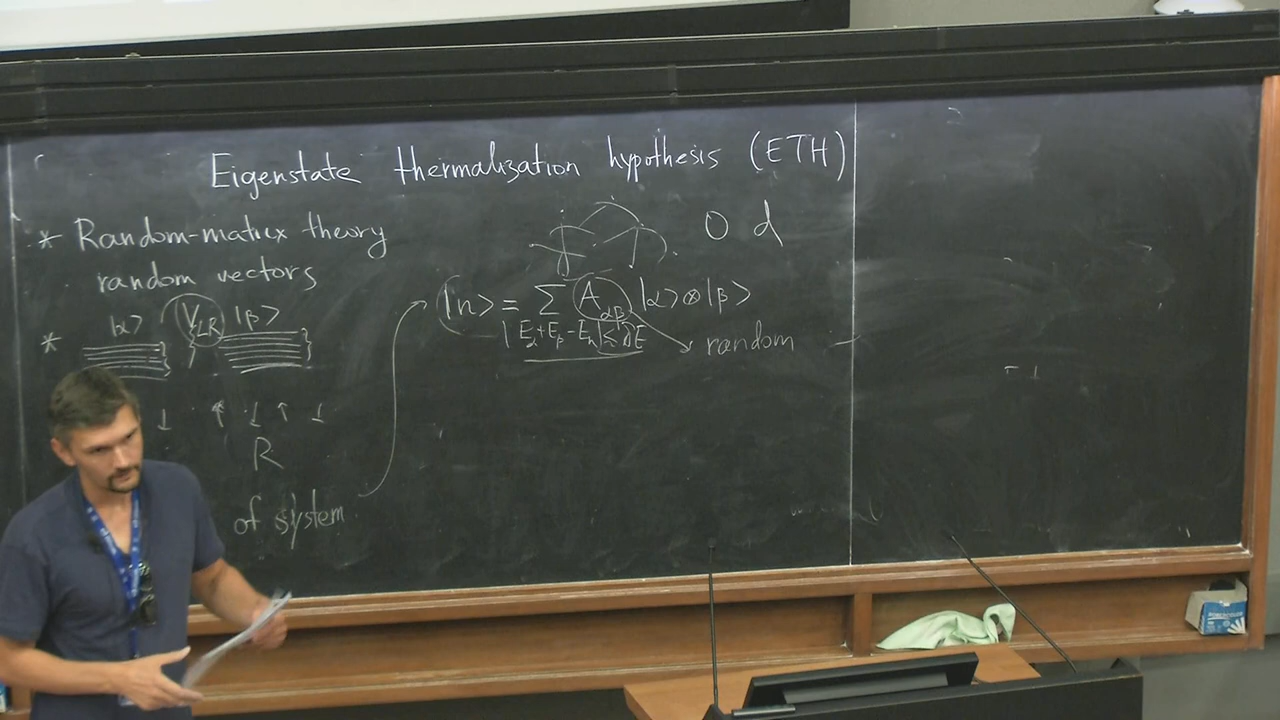 Eigenstate thermalization hypothesis (ETH)
* Random-matrix theory
random vectors
O d
* |α> V_LR |β>
|n> = Σ A_αβ |α>⊗|β>
|E_α+E_β-E_n|≤ΔE
random
↓ ↑ ↓ ↑ ↓
R
of system